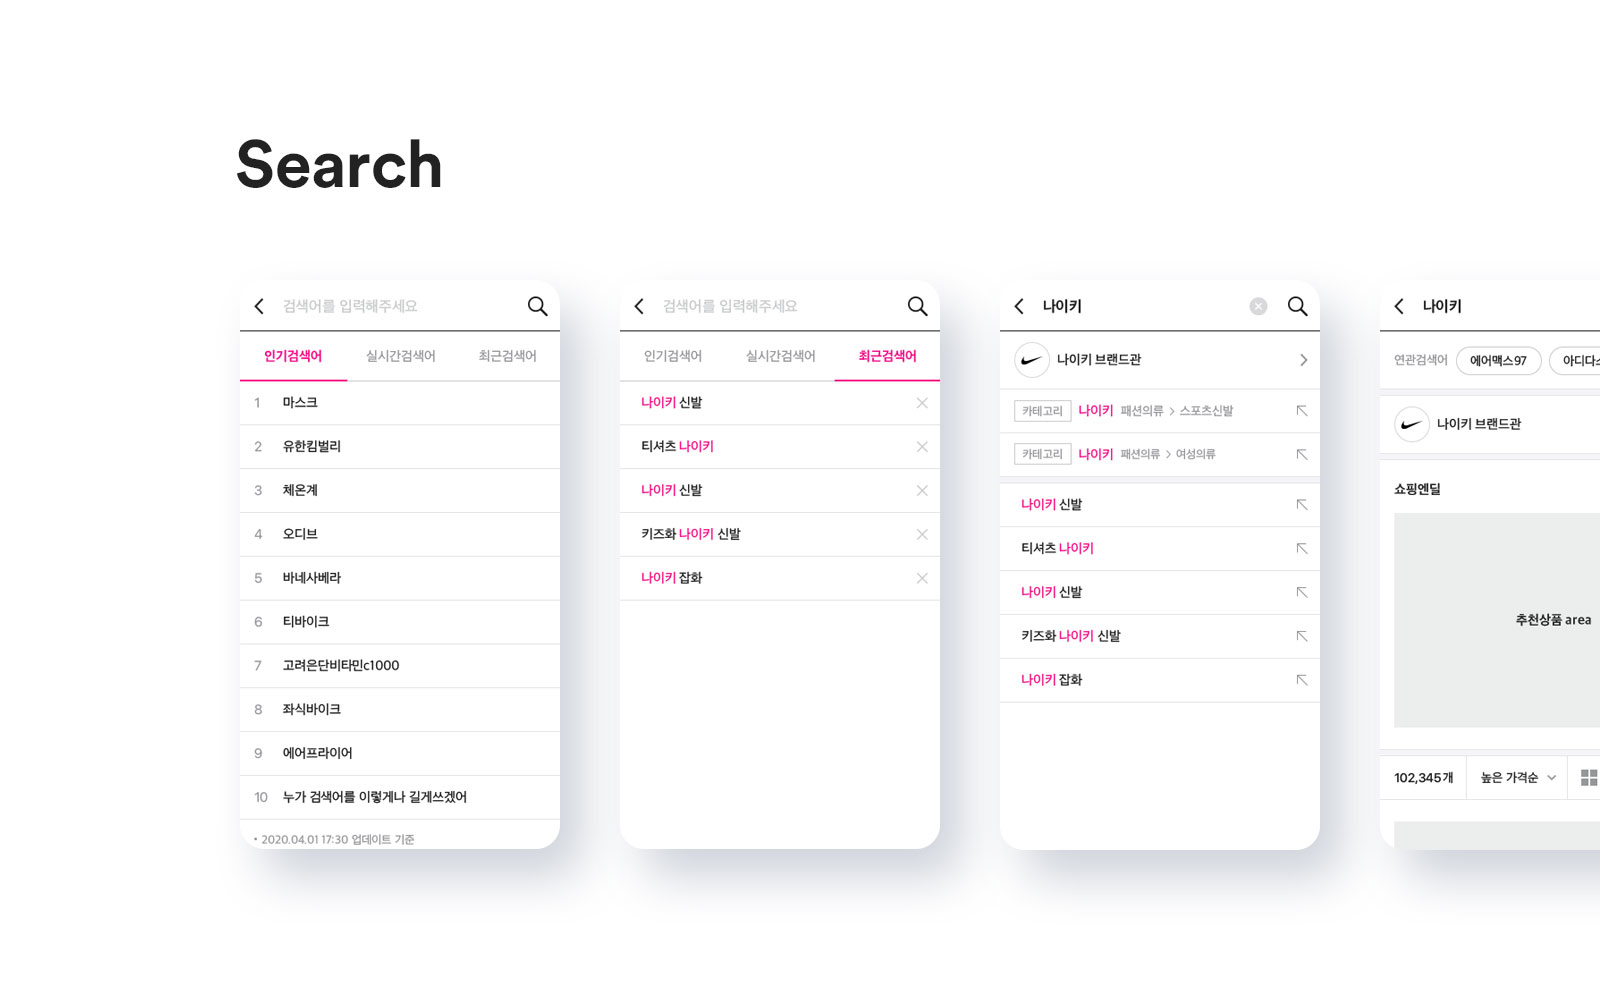 Search
검색어를 입력해주세요
인기검색어 실시간검색어 최근검색어
1 마스크
2 유한킴벌리
3 체온계
4 오디브
5 바네사베라
6 티바이크
7 고려은단비타민c1000
8 좌식바이크
9 에어프라이어
10 누가 검색어를 이렇게나 길게쓰겠어
• 2020.04.01 17:30 업데이트 기준
검색어를 입력해주세요
인기검색어 실시간검색어 최근검색어
나이키 신발
티셔츠 나이키
나이키 신발
키즈화 나이키 신발
나이키 잡화
나이키
나이키 브랜드관
카테고리 나이키 패션의류 > 스포츠신발
카테고리 나이키 패션의류 > 여성의류
나이키 신발
티셔츠 나이키
나이키 신발
키즈화 나이키 신발
나이키 잡화
나이키
연관검색어 에어맥스97 아디다스
나이키 브랜드관
쇼핑엔딜
추천상품 area
102,345개 높은 가격순